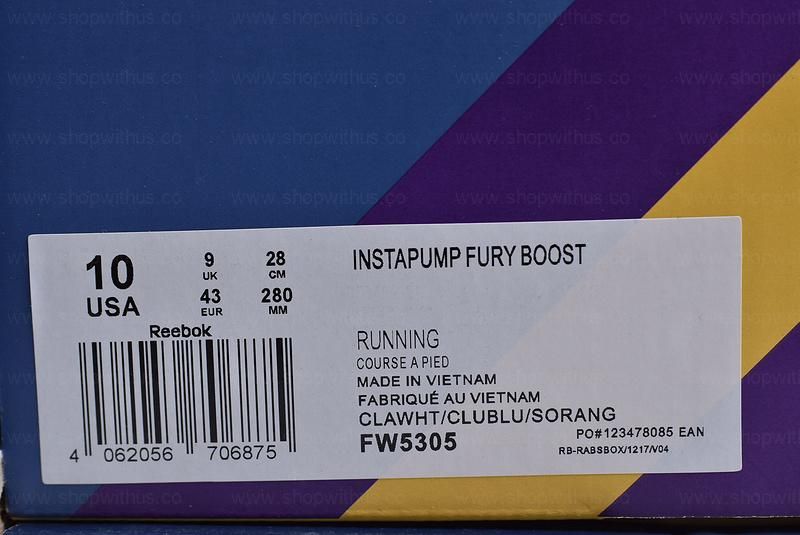 10
USA
9
UK
28
CM
43
EUR
280
MM
Reebok
4 062056 706875
INSTAPUMP FURY BOOST
RUNNING
COURSE A PIED
MADE IN VIETNAM
FABRIQUÉ AU VIETNAM
CLAWHT/CLUBLU/SORANG
FW5305
PO#123478085 EAN
RB-RABSBOX/1217/V04
www.shopwithus.co